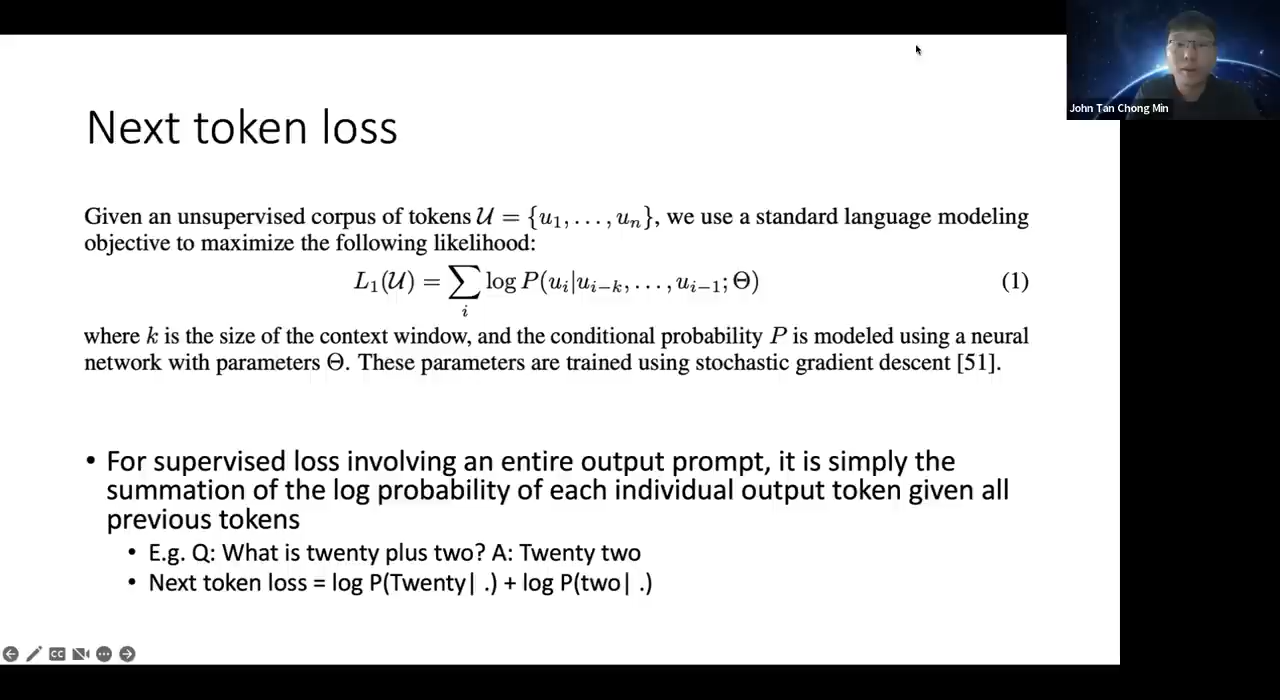 John Tan Chong Min
Next token loss
Given an unsupervised corpus of tokens 𝒰 = {u₁, . . . , uₙ}, we use a standard language modeling
objective to maximize the following likelihood:
L₁(𝒰) = ∑ᵢ log P(uᵢ|uᵢ₋ₖ, . . . , uᵢ₋₁; Θ) (1)
where k is the size of the context window, and the conditional probability P is modeled using a neural
network with parameters Θ. These parameters are trained using stochastic gradient descent [51].
• For supervised loss involving an entire output prompt, it is simply the
summation of the log probability of each individual output token given all
previous tokens
• E.g. Q: What is twenty plus two? A: Twenty two
• Next token loss = log P(Twenty| .) + log P(two| .)
CC